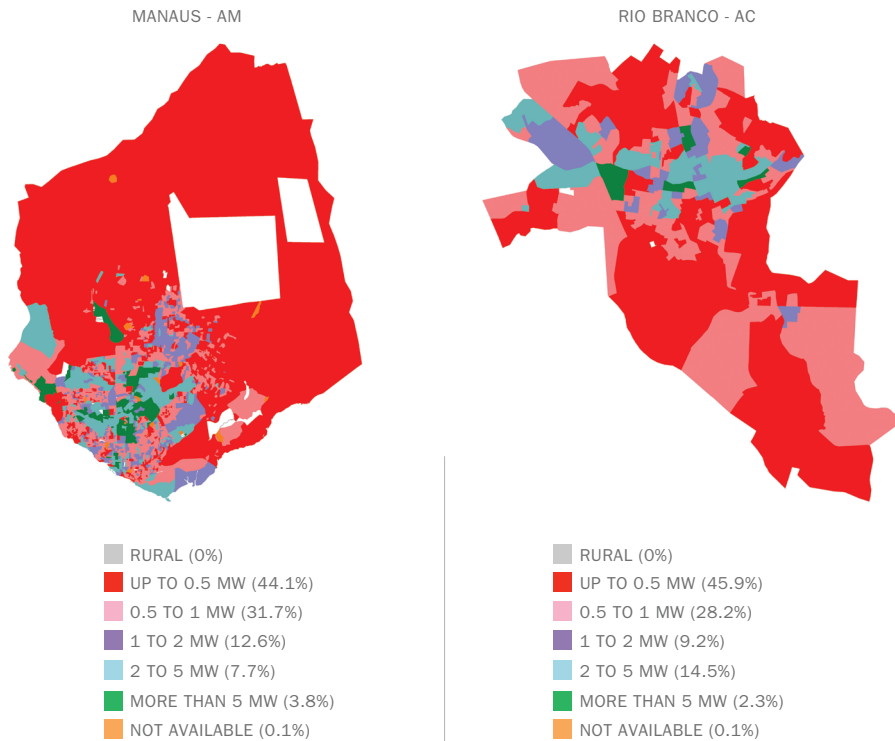 MANAUS - AM
RURAL (0%)
UP TO 0.5 MW (44.1%)
0.5 TO 1 MW (31.7%)
1 TO 2 MW (12.6%)
2 TO 5 MW (7.7%)
MORE THAN 5 MW (3.8%)
NOT AVAILABLE (0.1%)
RIO BRANCO - AC
RURAL (0%)
UP TO 0.5 MW (45.9%)
0.5 TO 1 MW (28.2%)
1 TO 2 MW (9.2%)
2 TO 5 MW (14.5%)
MORE THAN 5 MW (2.3%)
NOT AVAILABLE (0.1%)